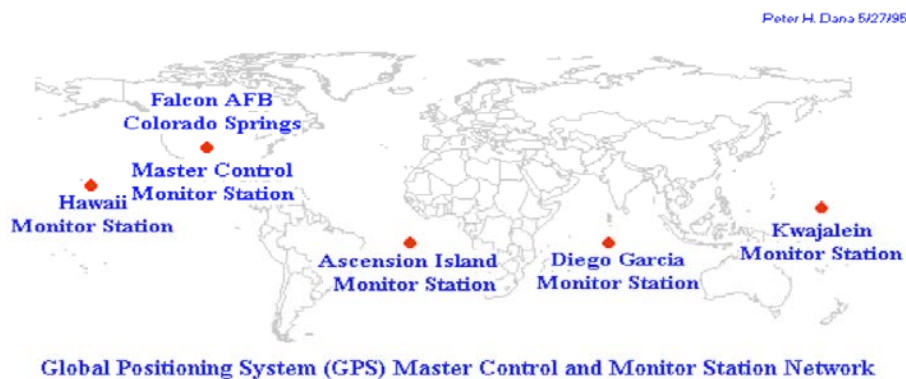 Peter H. Dana 5/27/95
Falcon AFB
Colorado Springs
Master Control
Monitor Station
Hawaii
Monitor Station
Ascension Island
Monitor Station
Diego Garcia
Monitor Station
Kwajalein
Monitor Station
Global Positioning System (GPS) Master Control and Monitor Station Network